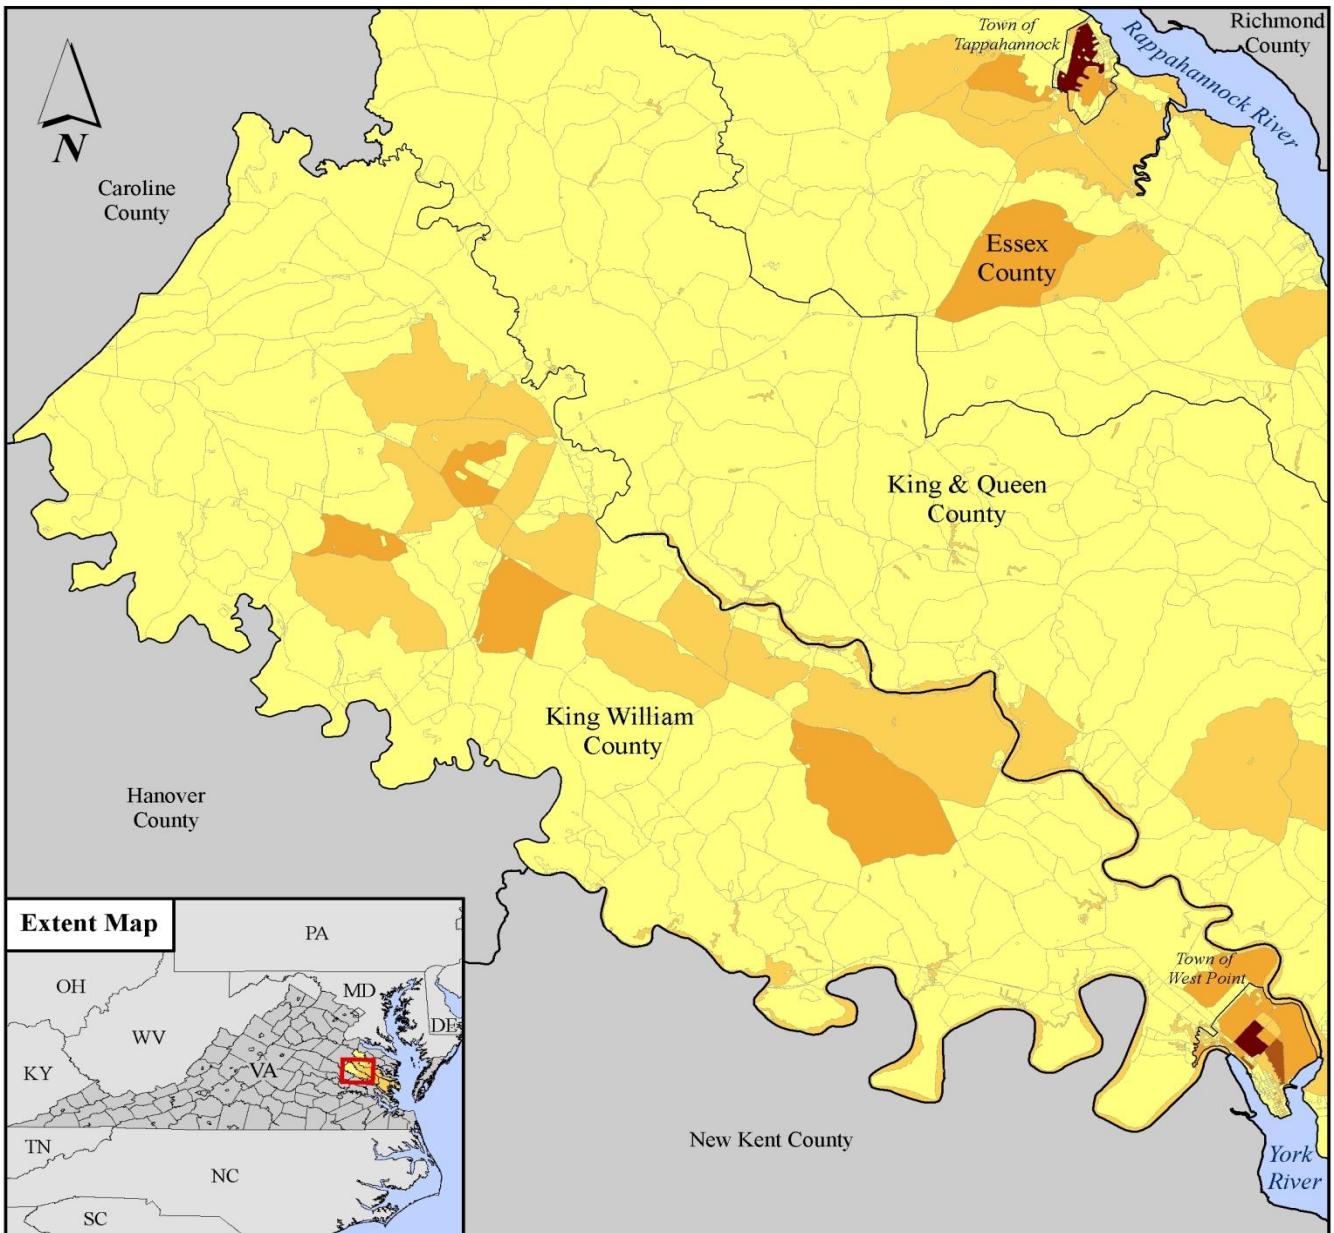 Town of
Tappahannock
Richmond
County
Rappahannock River
N
Caroline
County
Essex
County
King & Queen
County
King William
County
Hanover
County
Town of
West Point
New Kent County
York
River
Extent Map
PA
OH
MD
WV
DE
KY
VA
TN
NC
SC